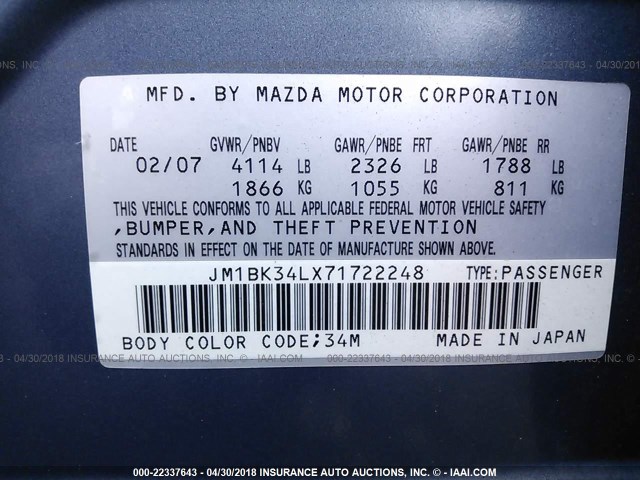 MFD. BY MAZDA MOTOR CORPORATION
DATE GVWR/PNBV GAWR/PNBE FRT GAWR/PNBE RR
02/07 4114 LB 2326 LB 1788 LB
1866 KG 1055 KG 811 KG
THIS VEHICLE CONFORMS TO ALL APPLICABLE FEDERAL MOTOR VEHICLE SAFETY
,BUMPER,AND THEFT PREVENTION
STANDARDS IN EFFECT ON THE DATE OF MANUFACTURE SHOWN ABOVE.
JM1BK34LX71722248 TYPE:PASSENGER
BODY COLOR CODE;34M MADE IN JAPAN
000-22337643 - 04/30/2018 INSURANCE AUTO AUCTIONS, INC. - © - IAAI.COM